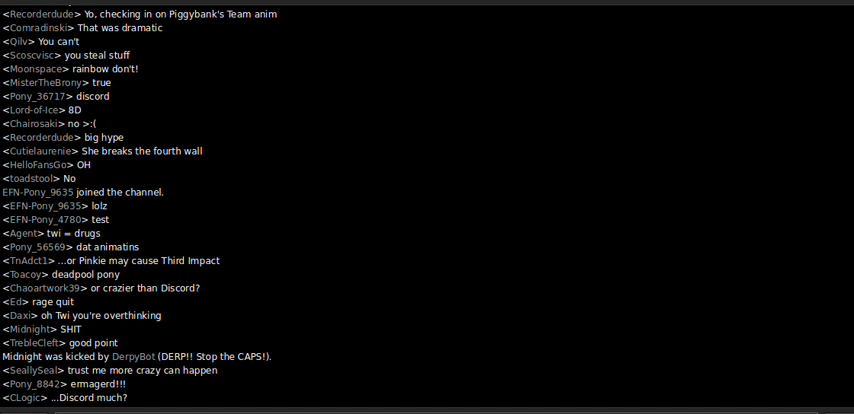 <Recorderdude> Yo, checking in on Piggybank's Team anim
<Comradinski> That was dramatic
<Qilv> You can't
<Scoscvisc> you steal stuff
<Moonspace> rainbow don't!
<MisterTheBrony> true
<Pony_36717> discord
<Lord-of-Ice> 8D
<Chairosaki> no >:(
<Recorderdude> big hype
<Cutielaurenie> She breaks the fourth wall
<HelloFansGo> OH
<toadstool> No
EFN-Pony_9635 joined the channel.
<EFN-Pony_9635> lolz
<EFN-Pony_4780> test
<Agent> twi = drugs
<Pony_56569> dat animatins
<TnAdct1> ...or Pinkie may cause Third Impact
<Toacoy> deadpool pony
<Chaoartwork39> or crazier than Discord?
<Ed> rage quit
<Daxi> oh Twi you're overthinking
<Midnight> SHIT
<TrebleCleft> good point
Midnight was kicked by DerpyBot (DERP!! Stop the CAPS!).
<SeallySeal> trust me more crazy can happen
<Pony_8842> ermagerd!!!
<CLogic> ...Discord much?